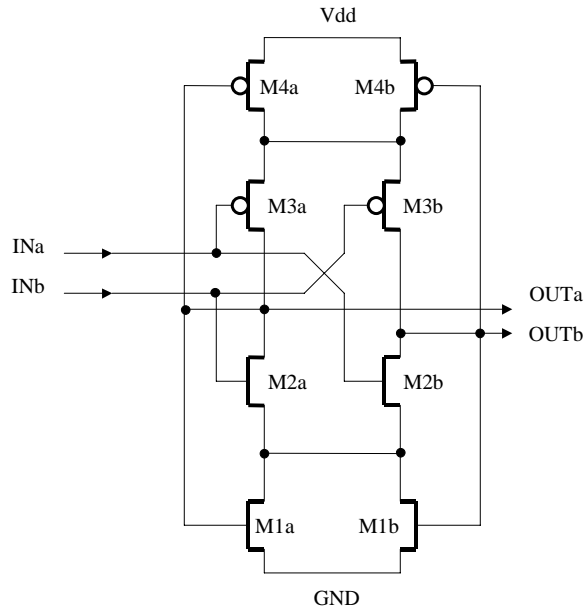 Vdd
M4a M4b
M3a M3b
INa
INb
OUTa
OUTb
M2a M2b
M1a M1b
GND